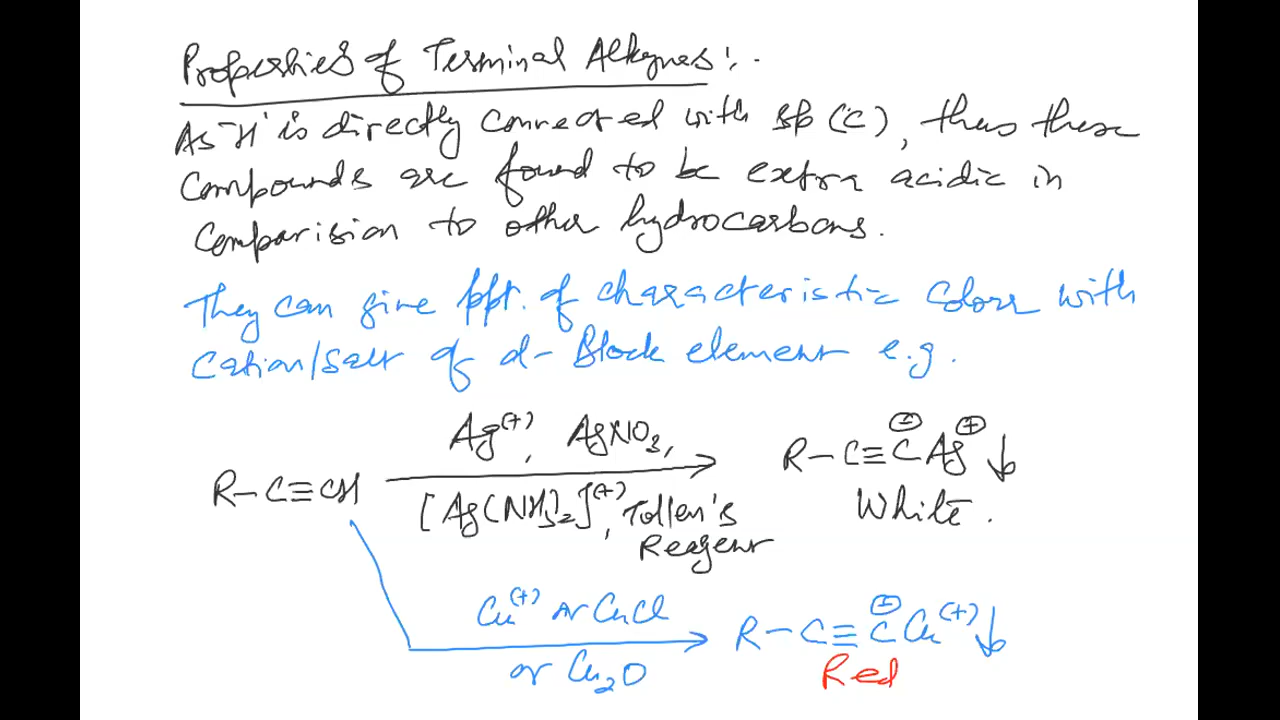 Properties of Terminal Alkynes:-
As 'H' is directly connected with sp (C), thus these
compounds are found to be extra acidic in
comparision to other hydrocarbons.
They can give ppt. of characteristic colors with
cation/salt of d-Block element e.g.
Ag(+), AgNO₃,
R-C≡CH
[Ag(NH₃)₂](+), Tollen's
Reagent
R-C≡C⊖Ag⊕↓
White.
Cu(+) or CuCl
or Cu₂O
R-C≡C⊖Cu(+)↓
Red